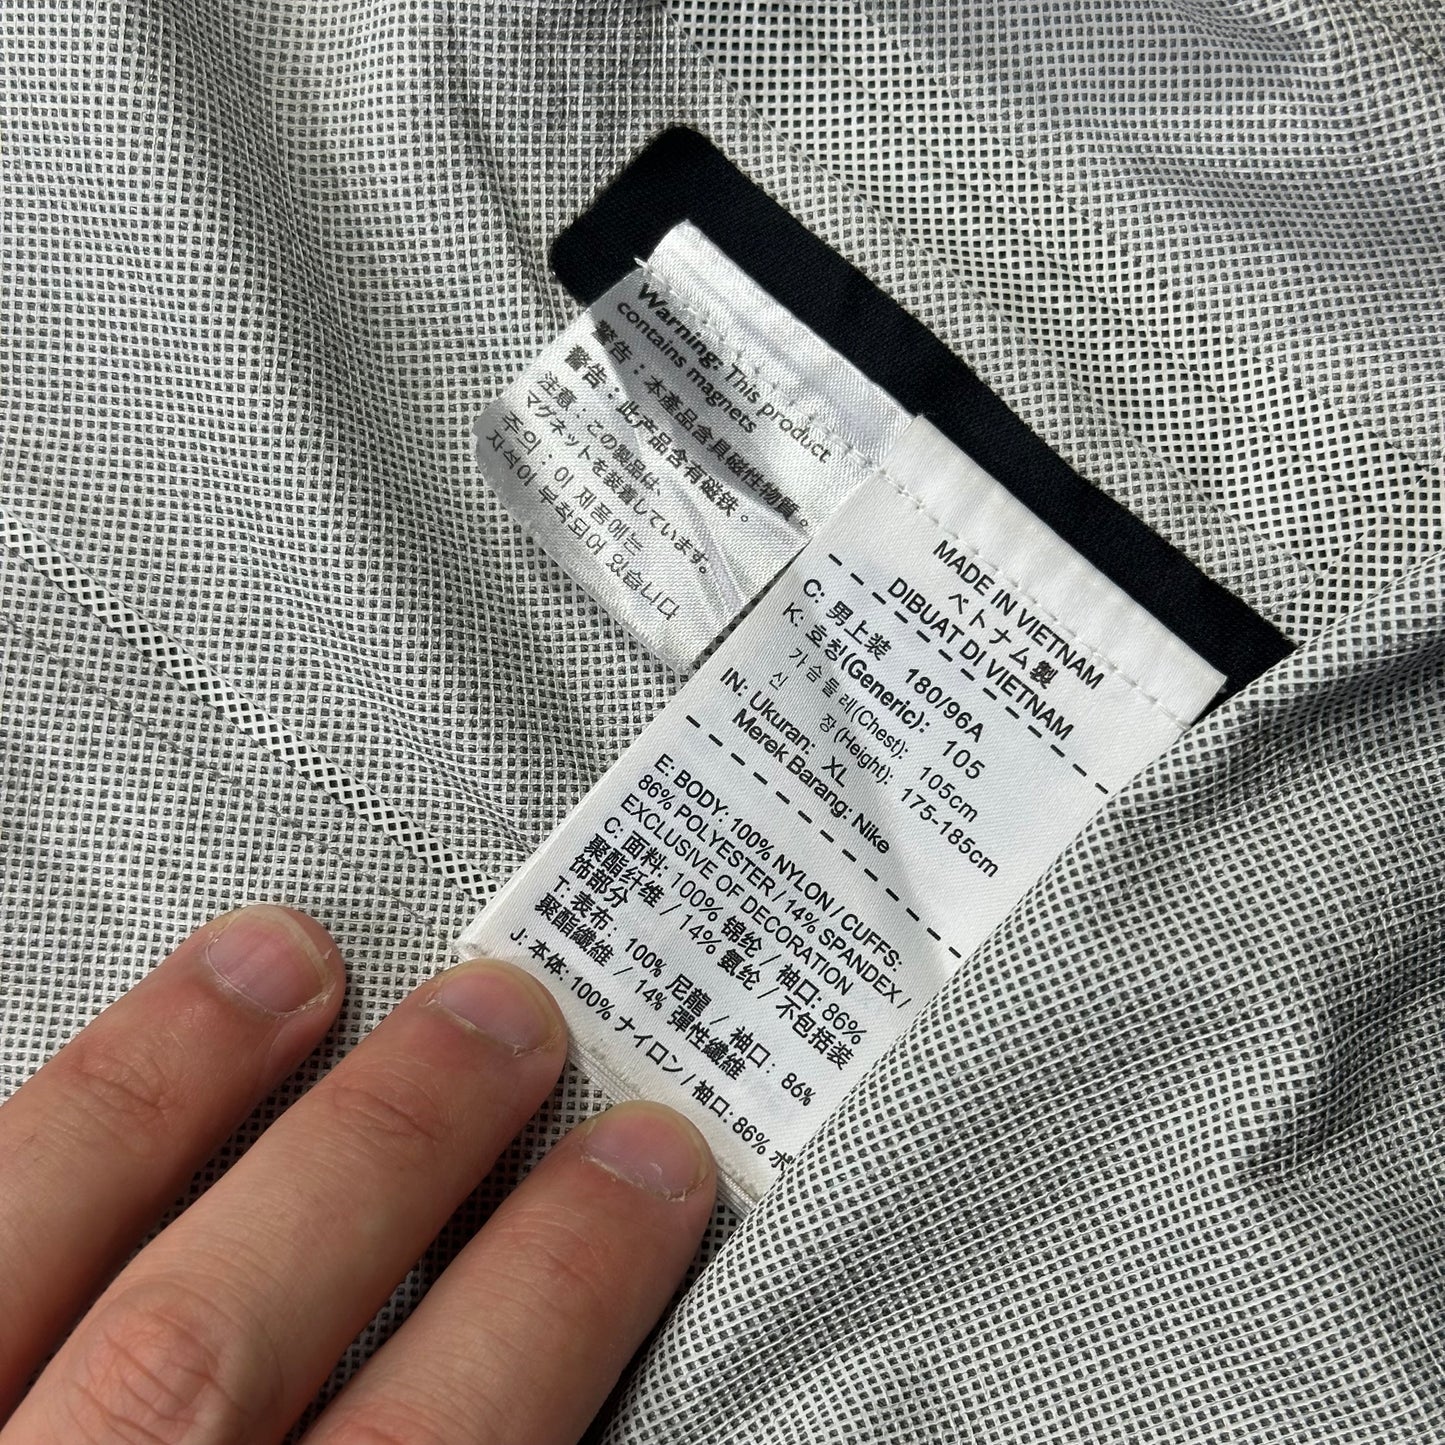 Warning: This product
contains magnets
警告：本產品含具磁性物質。
警告：此产品含有磁铁。
注意：この製品は、
マグネットを装着しています。
주의 : 이 제품에는
자석이 부착되어 있습니다
MADE IN VIETNAM
ベトナム製
DIBUAT DI VIETNAM
C: 男上装 180/96A
K: 호칭(Generic): 105
가슴둘레(Chest): 105cm
신 장(Height): 175-185cm
IN: Ukuran: XL
Merek Barang: Nike
E: BODY: 100% NYLON / CUFFS:
86% POLYESTER / 14% SPANDEX /
EXCLUSIVE OF DECORATION
C: 面料: 100% 锦纶 / 袖口: 86%
聚酯纤维 / 14% 氨纶 / 不包括装
饰部分
T: 表布: 100% 尼龍 / 袖口: 86%
聚酯纖維 / 14% 彈性纖維
J: 本体: 100% ナイロン / 袖口: 86% ポ